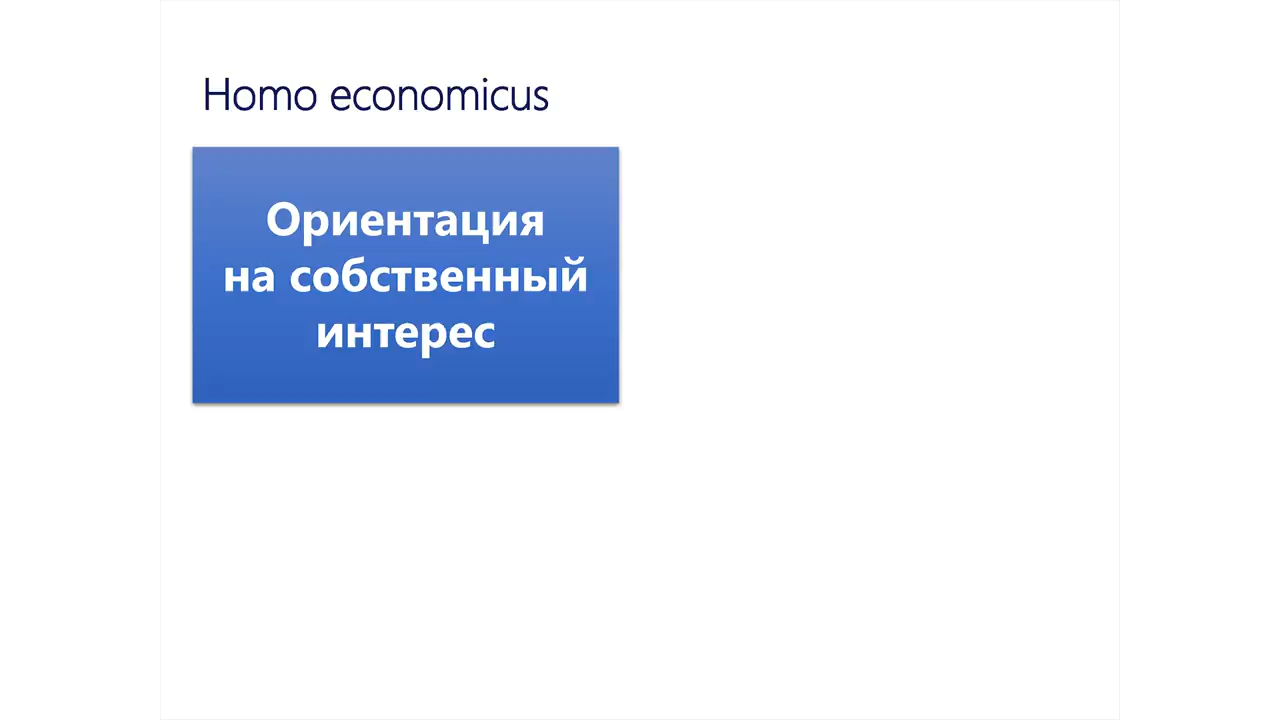 Homo economicus
Ориентация
на собственный
интерес